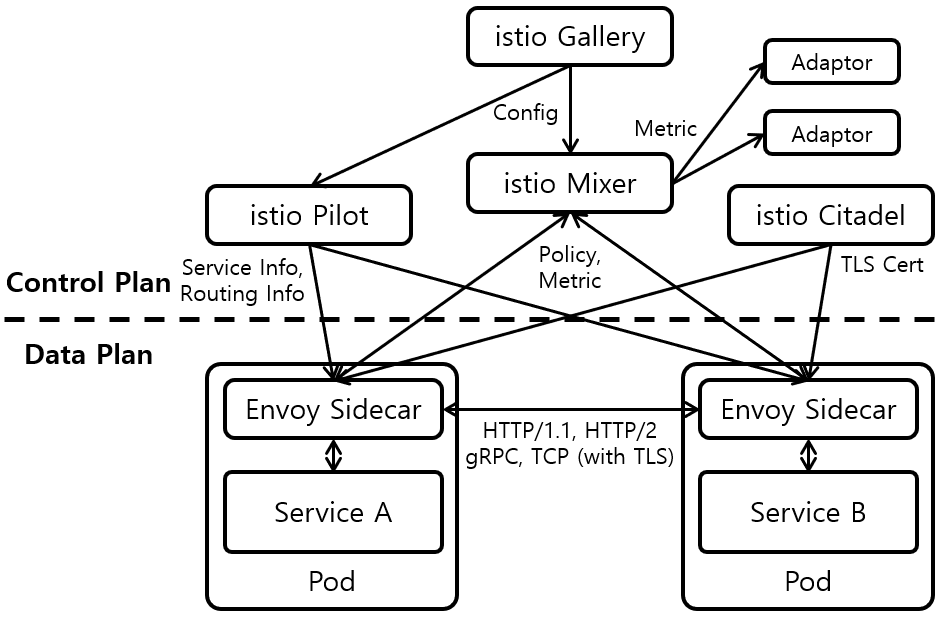 istio Gallery
Adaptor
Config
Metric
Adaptor
istio Mixer
istio Pilot
istio Citadel
Control Plan
Service Info,
Routing Info
Policy,
Metric
TLS Cert
Data Plan
Envoy Sidecar
HTTP/1.1, HTTP/2
gRPC, TCP (with TLS)
Envoy Sidecar
Service A
Service B
Pod
Pod